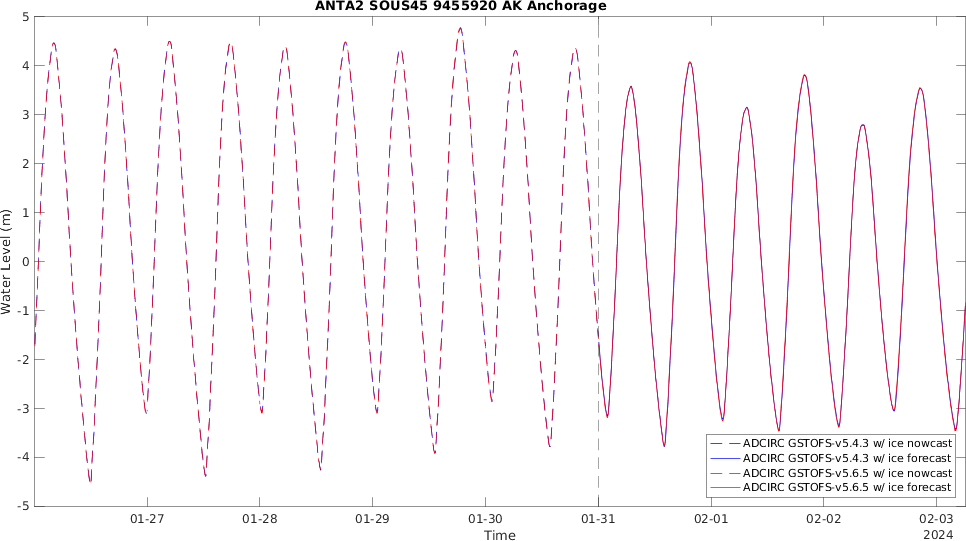 ANTA2 SOUS45 9455920 AK Anchorage
5
4
3
2
1
0
-1
-2
-3
-4
-5
Water Level (m)
ADCIRC GSTOFS-v5.4.3 w/ ice nowcast
ADCIRC GSTOFS-v5.4.3 w/ ice forecast
ADCIRC GSTOFS-v5.6.5 w/ ice nowcast
ADCIRC GSTOFS-v5.6.5 w/ ice forecast
01-27 01-28 01-29 01-30 01-31 02-01 02-02 02-03
Time 2024